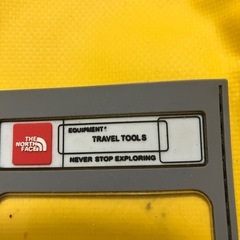 THE
NORTH
FACE
EQUIPMENT
TRAVEL TOOLS
NEVER STOP EXPLORING